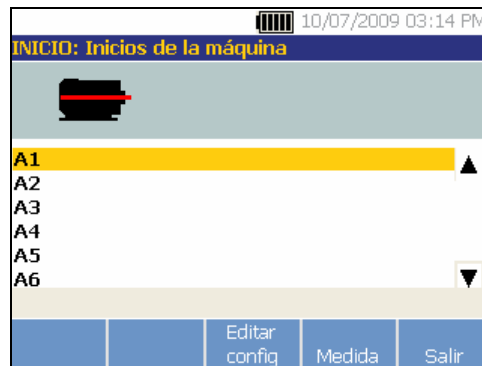 10/07/2009 03:14 PM
INICIO: Inicios de la máquina
A1
A2
A3
A4
A5
A6
Editar
config
Medida
Salir